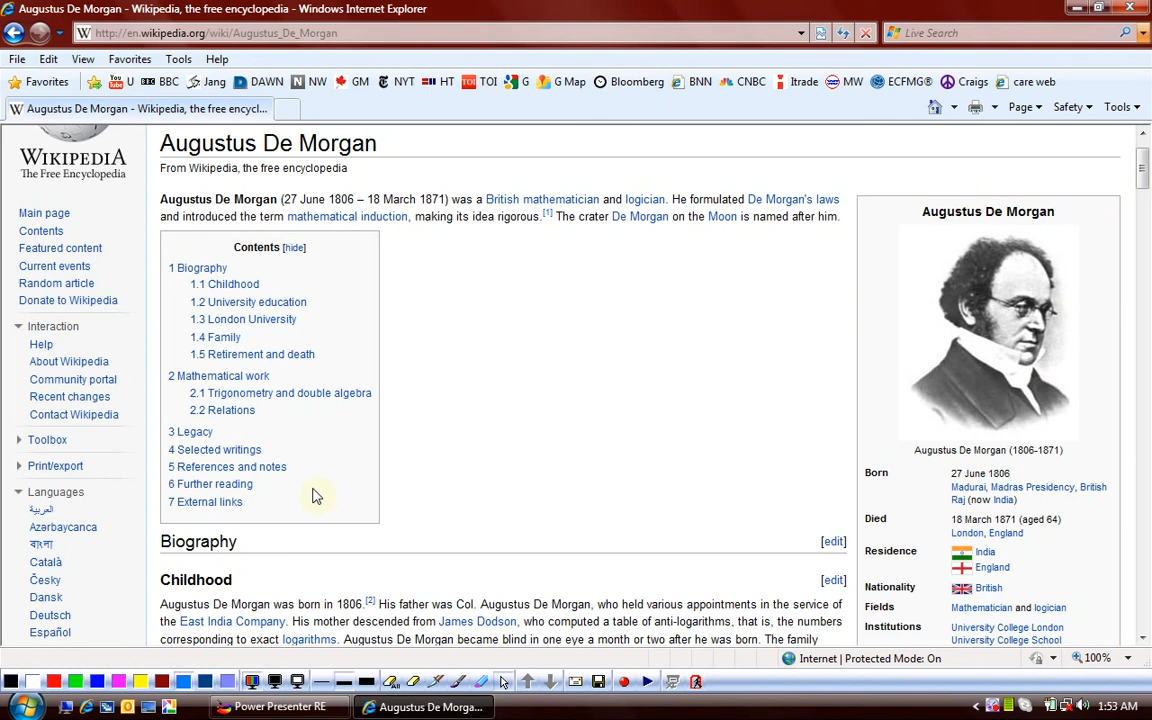 Augustus De Morgan - Wikipedia, the free encyclopedia - Windows Internet Explorer
http://en.wikipedia.org/wiki/Augustus_De_Morgan
Live Search
File Edit View Favorites Tools Help
Favorites You Tube U BBC Jang DAWN NW GM NYT HT TOI TOI G G Map Bloomberg BNN CNBC Itrade MW ECFMG® Craigs care web
W Augustus De Morgan - Wikipedia, the free encycl...
Page Safety Tools
WIKIPEDIA
The Free Encyclopedia
Main page
Contents
Featured content
Current events
Random article
Donate to Wikipedia
Interaction
Help
About Wikipedia
Community portal
Recent changes
Contact Wikipedia
Toolbox
Print/export
Languages
العربية
Azərbaycanca
বাংলা
Català
Česky
Dansk
Deutsch
Español
Augustus De Morgan
From Wikipedia, the free encyclopedia
Augustus De Morgan (27 June 1806 – 18 March 1871) was a British mathematician and logician. He formulated De Morgan's laws
and introduced the term mathematical induction, making its idea rigorous.[1] The crater De Morgan on the Moon is named after him.
Contents [hide]
1 Biography
1.1 Childhood
1.2 University education
1.3 London University
1.4 Family
1.5 Retirement and death
2 Mathematical work
2.1 Trigonometry and double algebra
2.2 Relations
3 Legacy
4 Selected writings
5 References and notes
6 Further reading
7 External links
Biography [edit]
Childhood [edit]
Augustus De Morgan was born in 1806.[2] His father was Col. Augustus De Morgan, who held various appointments in the service of
the East India Company. His mother descended from James Dodson, who computed a table of anti-logarithms, that is, the numbers
corresponding to exact logarithms. Augustus De Morgan became blind in one eye a month or two after he was born. The family
Augustus De Morgan
Augustus De Morgan (1806-1871)
Born 27 June 1806
Madurai, Madras Presidency, British
Raj (now India)
Died 18 March 1871 (aged 64)
London, England
Residence India
England
Nationality British
Fields Mathematician and logician
Institutions University College London
University College School
Internet | Protected Mode: On
100%
All
Power Presenter RE
Augustus De Morga...
1:53 AM